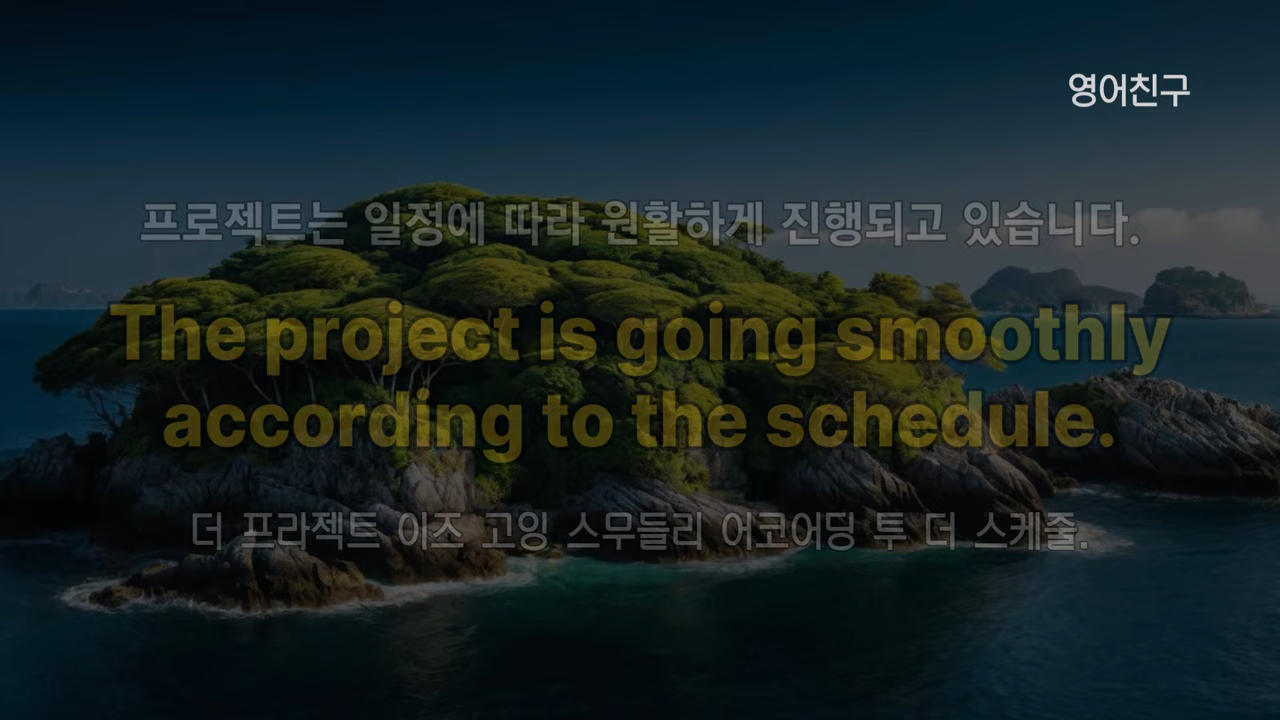 영어친구
프로젝트는 일정에 따라 원활하게 진행되고 있습니다.
The project is going smoothly
according to the schedule.
더 프라젝트 이즈 고잉 스무들리 어코어딩 투 더 스케줄.